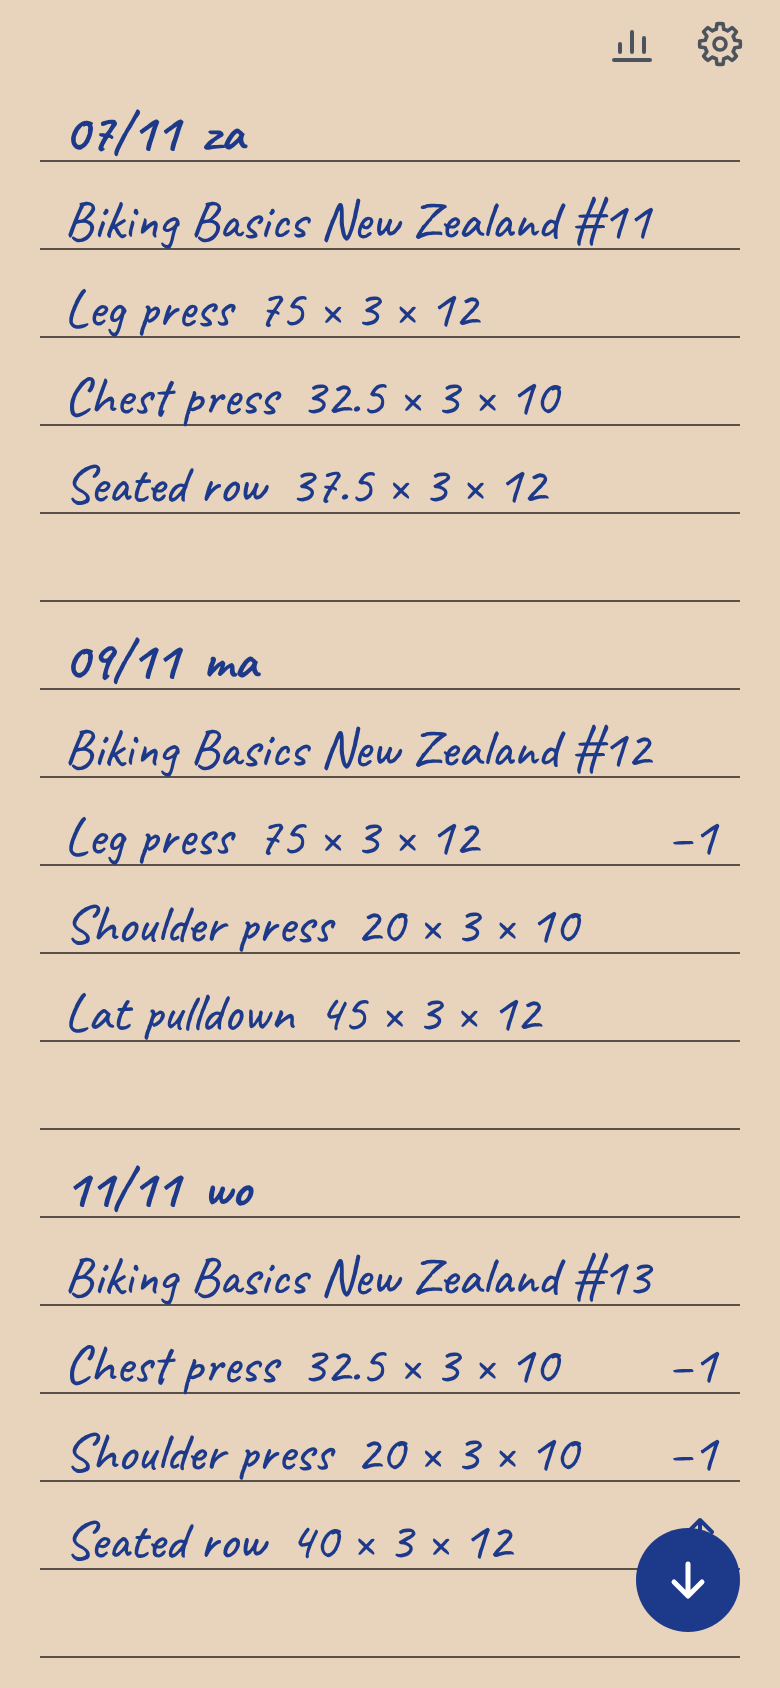 07/11 za
Biking Basics New Zealand #11
Leg press 75 × 3 × 12
Chest press 32.5 × 3 × 10
Seated row 37.5 × 3 × 12
09/11 ma
Biking Basics New Zealand #12
Leg press 75 × 3 × 12 –1
Shoulder press 20 × 3 × 10
Lat pulldown 45 × 3 × 12
11/11 wo
Biking Basics New Zealand #13
Chest press 32.5 × 3 × 10 –1
Shoulder press 20 × 3 × 10 –1
Seated row 40 × 3 × 12